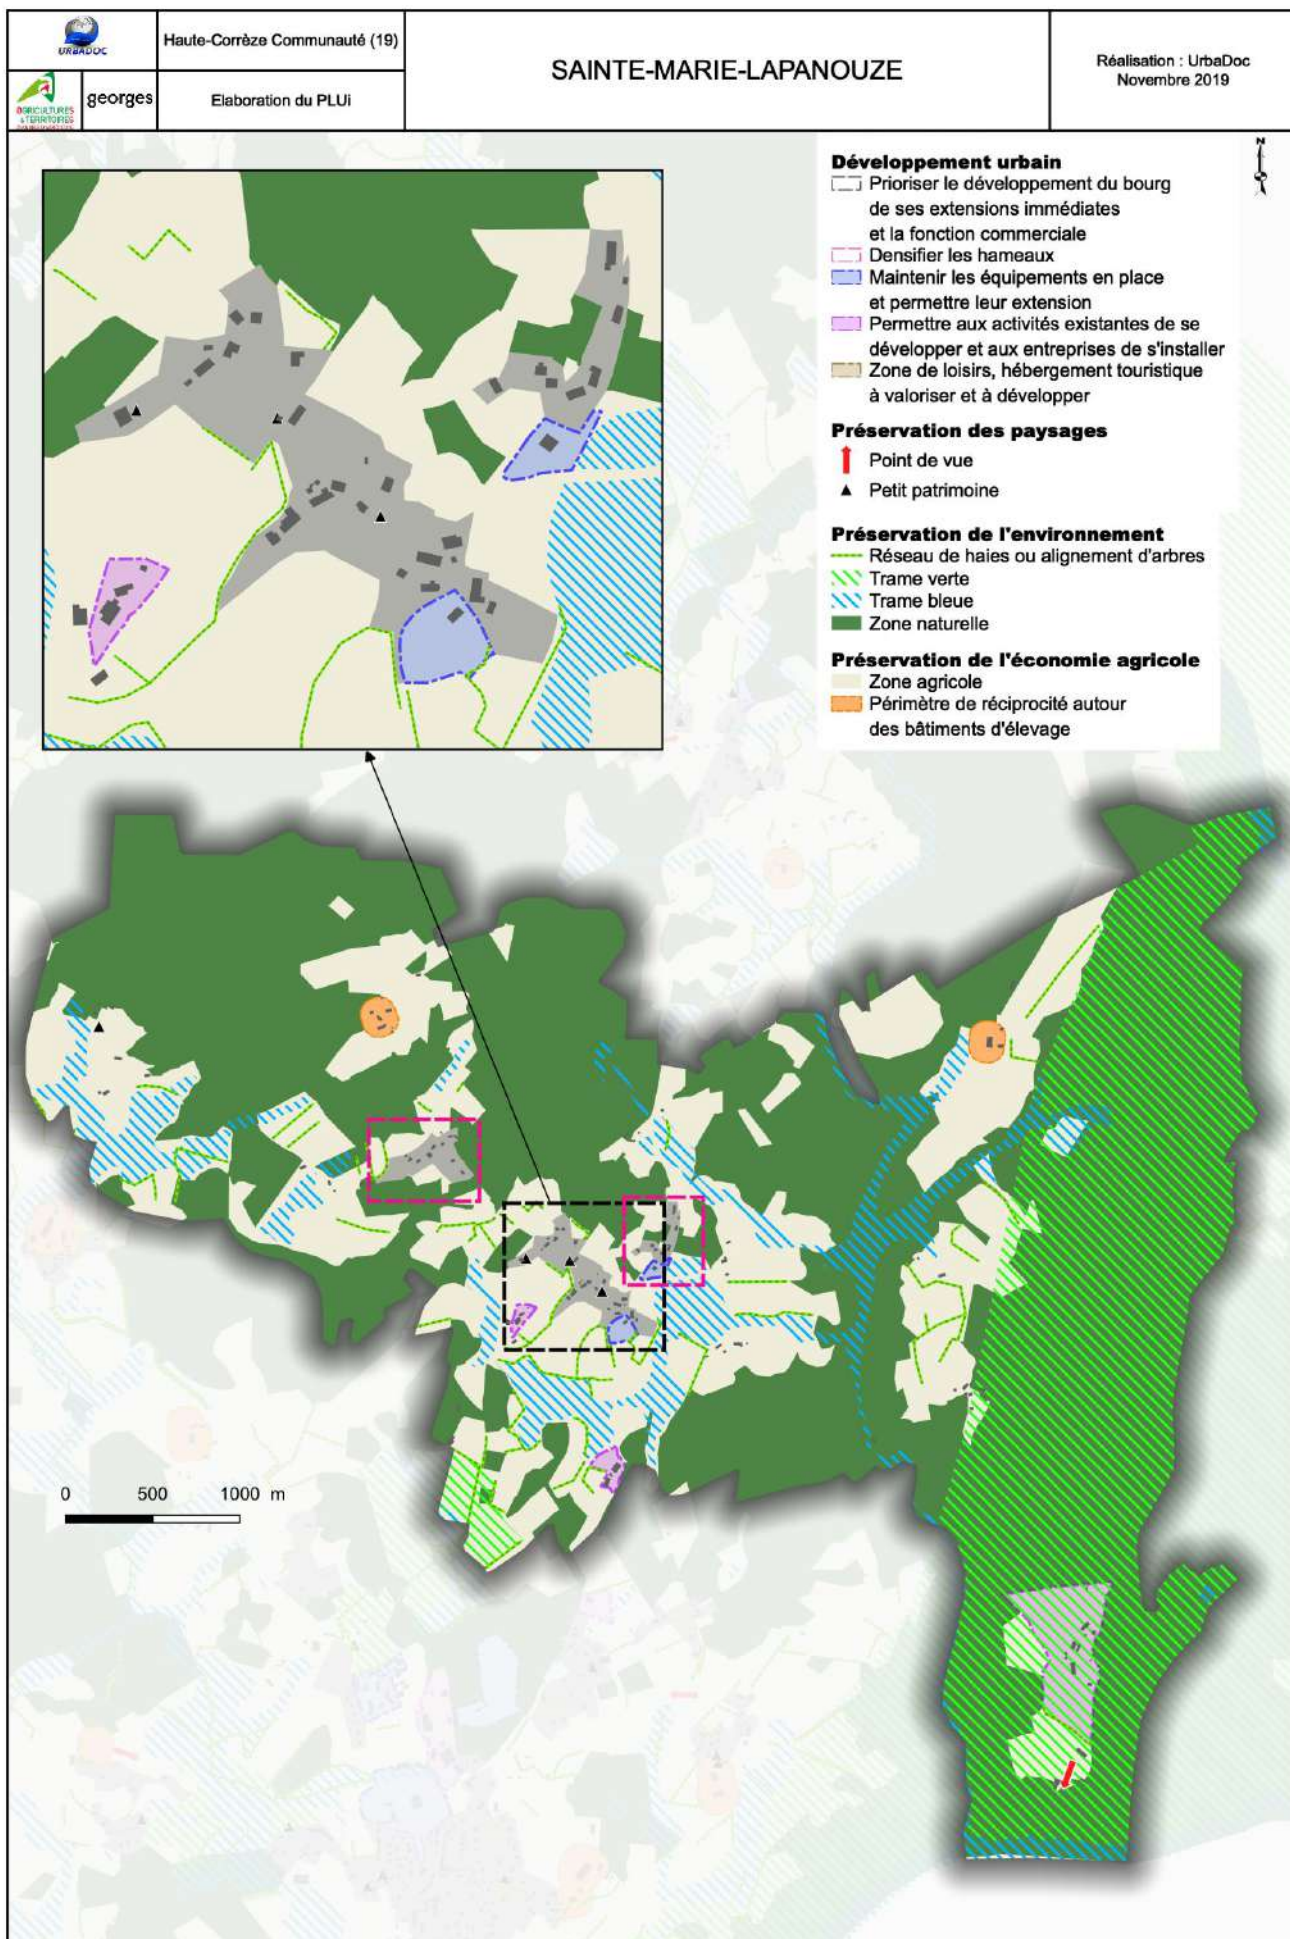 URBADOC
Haute-Corrèze Communauté (19)
SAINTE-MARIE-LAPANOUZE
Réalisation : UrbaDoc
Novembre 2019
AGRICULTURES
& TERRITOIRES
georges
Elaboration du PLUi
N
Développement urbain
Prioriser le développement du bourg
de ses extensions immédiates
et la fonction commerciale
Densifier les hameaux
Maintenir les équipements en place
et permettre leur extension
Permettre aux activités existantes de se
développer et aux entreprises de s'installer
Zone de loisirs, hébergement touristique
à valoriser et à développer
Préservation des paysages
Point de vue
Petit patrimoine
Préservation de l'environnement
Réseau de haies ou alignement d'arbres
Trame verte
Trame bleue
Zone naturelle
Préservation de l'économie agricole
Zone agricole
Périmètre de réciprocité autour
des bâtiments d'élevage
0 500 1000 m